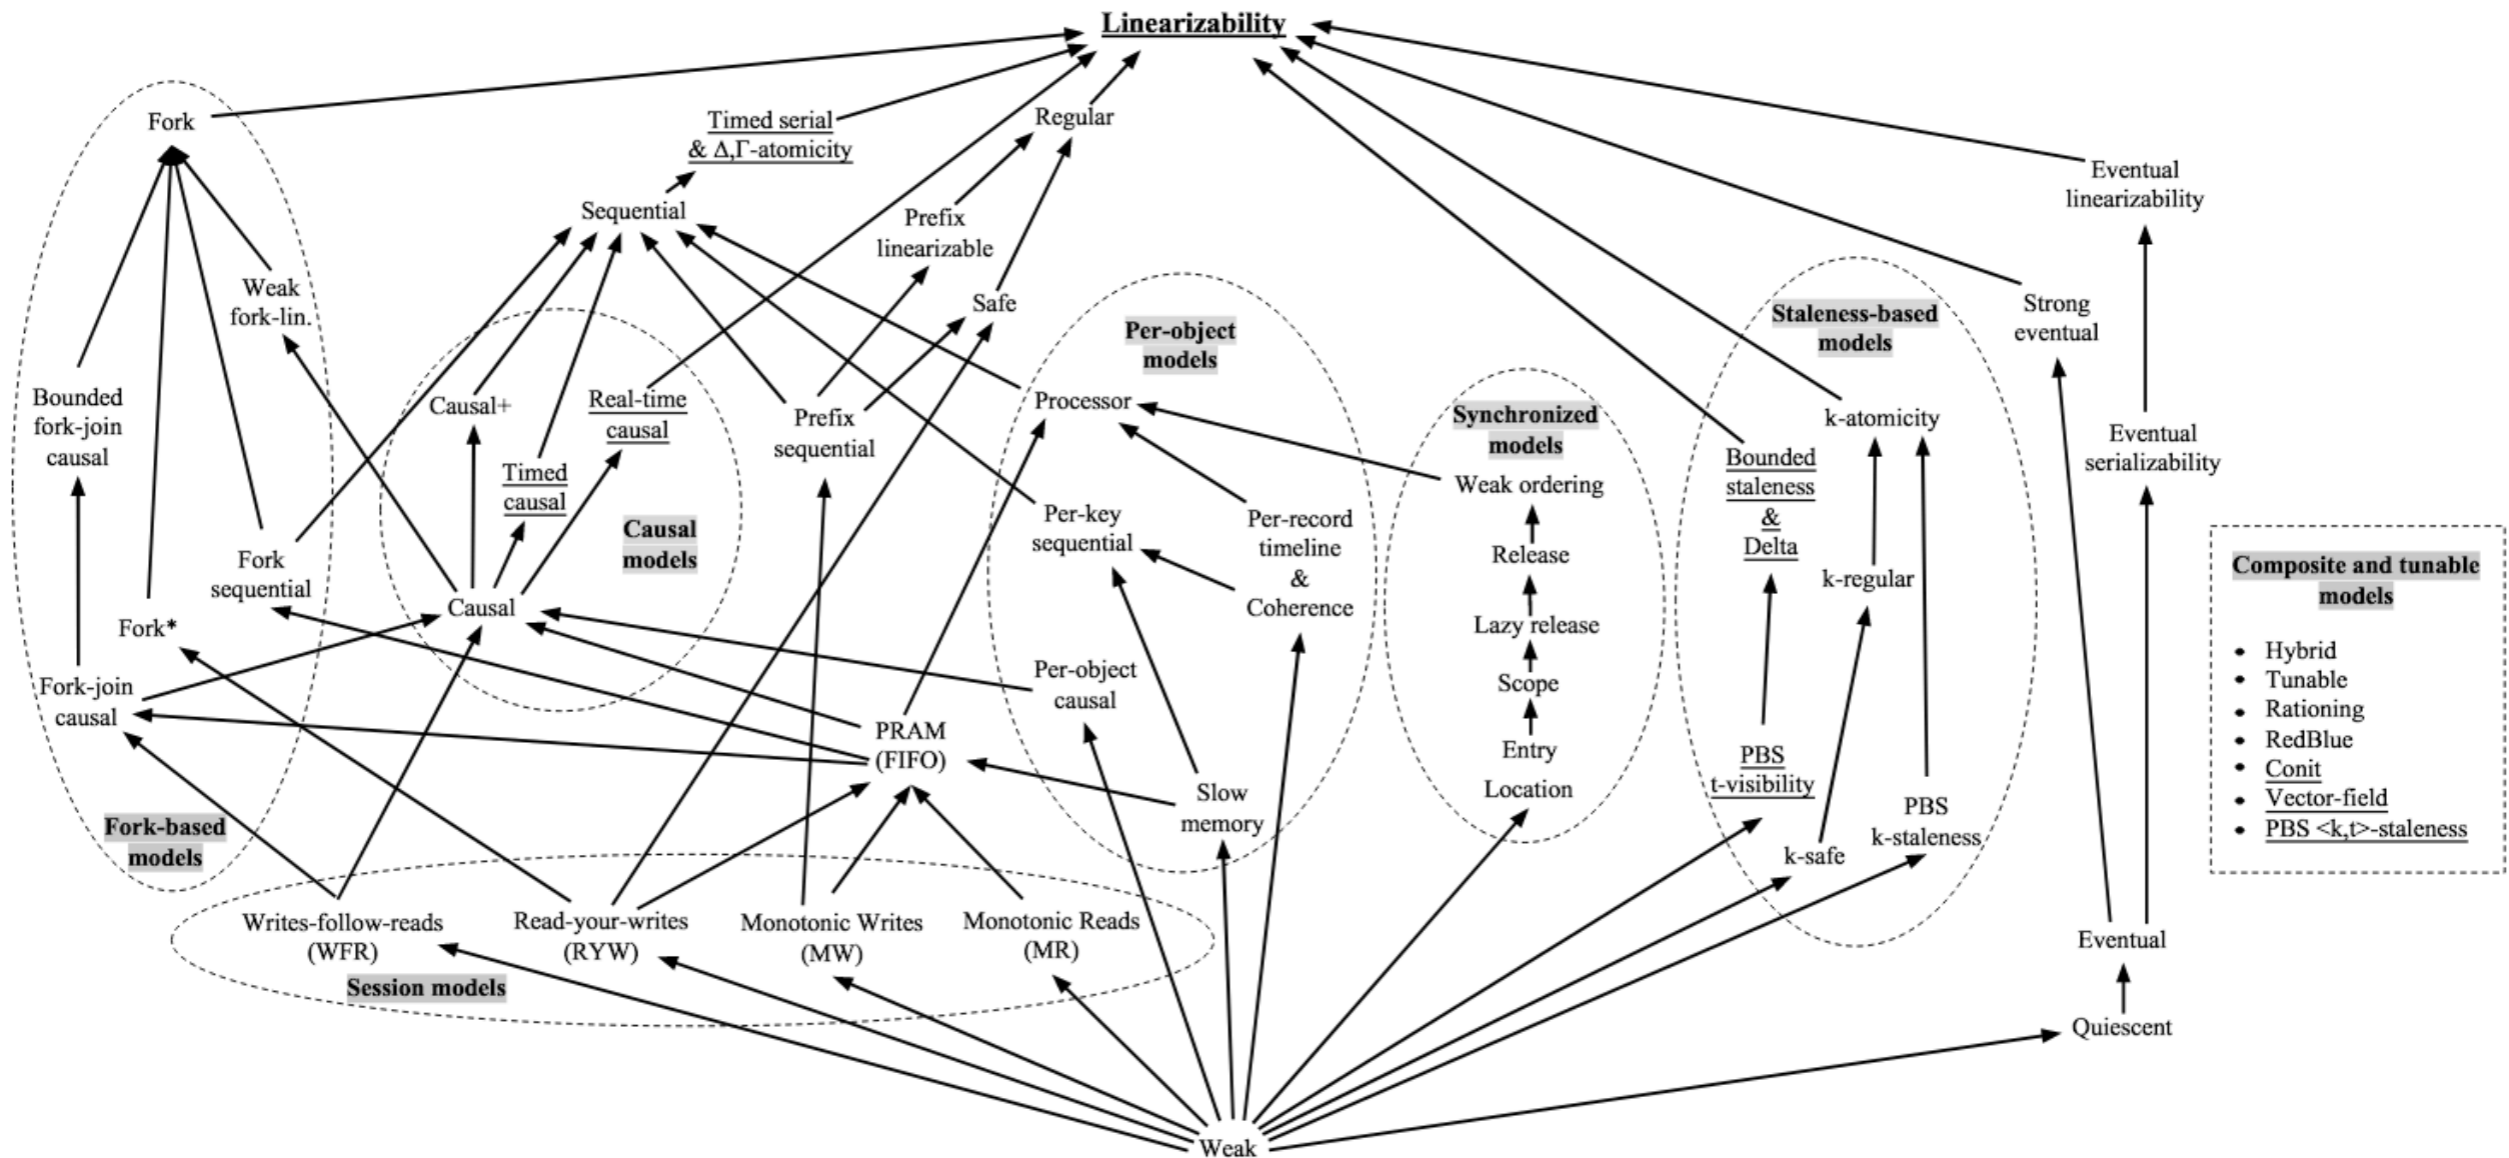 Linearizability
Fork
Timed serial
& Δ,Γ-atomicity
Regular
Eventual
linearizability
Sequential
Prefix
linearizable
Weak
fork-lin.
Safe
Strong
eventual
Per-object
models
Staleness-based
models
Bounded
fork-join
causal
Causal+
Real-time
causal
Prefix
sequential
Processor
Synchronized
models
k-atomicity
Eventual
serializability
Timed
causal
Weak ordering
Bounded
staleness
&
Delta
Causal
models
Per-key
sequential
Per-record
timeline
&
Coherence
Release
k-regular
Fork
sequential
Causal
Fork*
Lazy release
Composite and tunable
models
• Hybrid
• Tunable
• Rationing
• RedBlue
• Conit
• Vector-field
• PBS <k,t>-staleness
Fork-join
causal
Per-object
causal
Scope
PRAM
(FIFO)
Entry
Location
PBS
t-visibility
Slow
memory
PBS
k-staleness
k-safe
Fork-based
models
Writes-follow-reads
(WFR)
Read-your-writes
(RYW)
Monotonic Writes
(MW)
Monotonic Reads
(MR)
Session models
Eventual
Quiescent
Weak